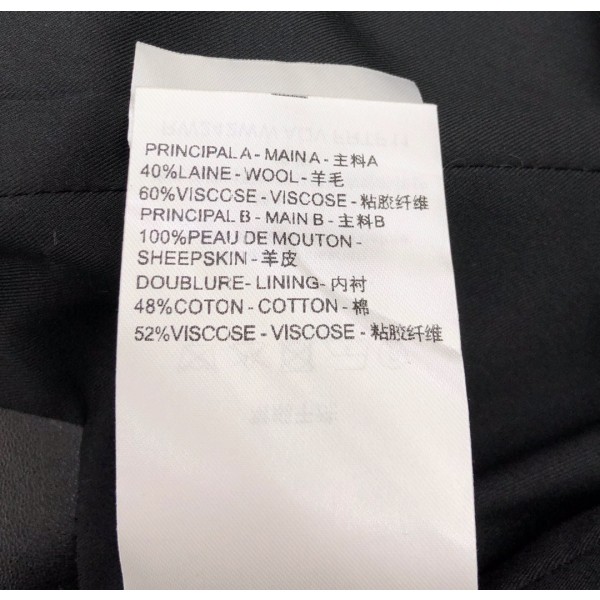 PRINCIPAL A - MAIN A - 主料A
40%LAINE - WOOL - 羊毛
60%VISCOSE - VISCOSE - 粘胶纤维
PRINCIPAL B - MAIN B - 主料B
100%PEAU DE MOUTON -
SHEEPSKIN - 羊皮
DOUBLURE- LINING- 内衬
48%COTON - COTTON - 棉
52%VISCOSE - VISCOSE - 粘胶纤维